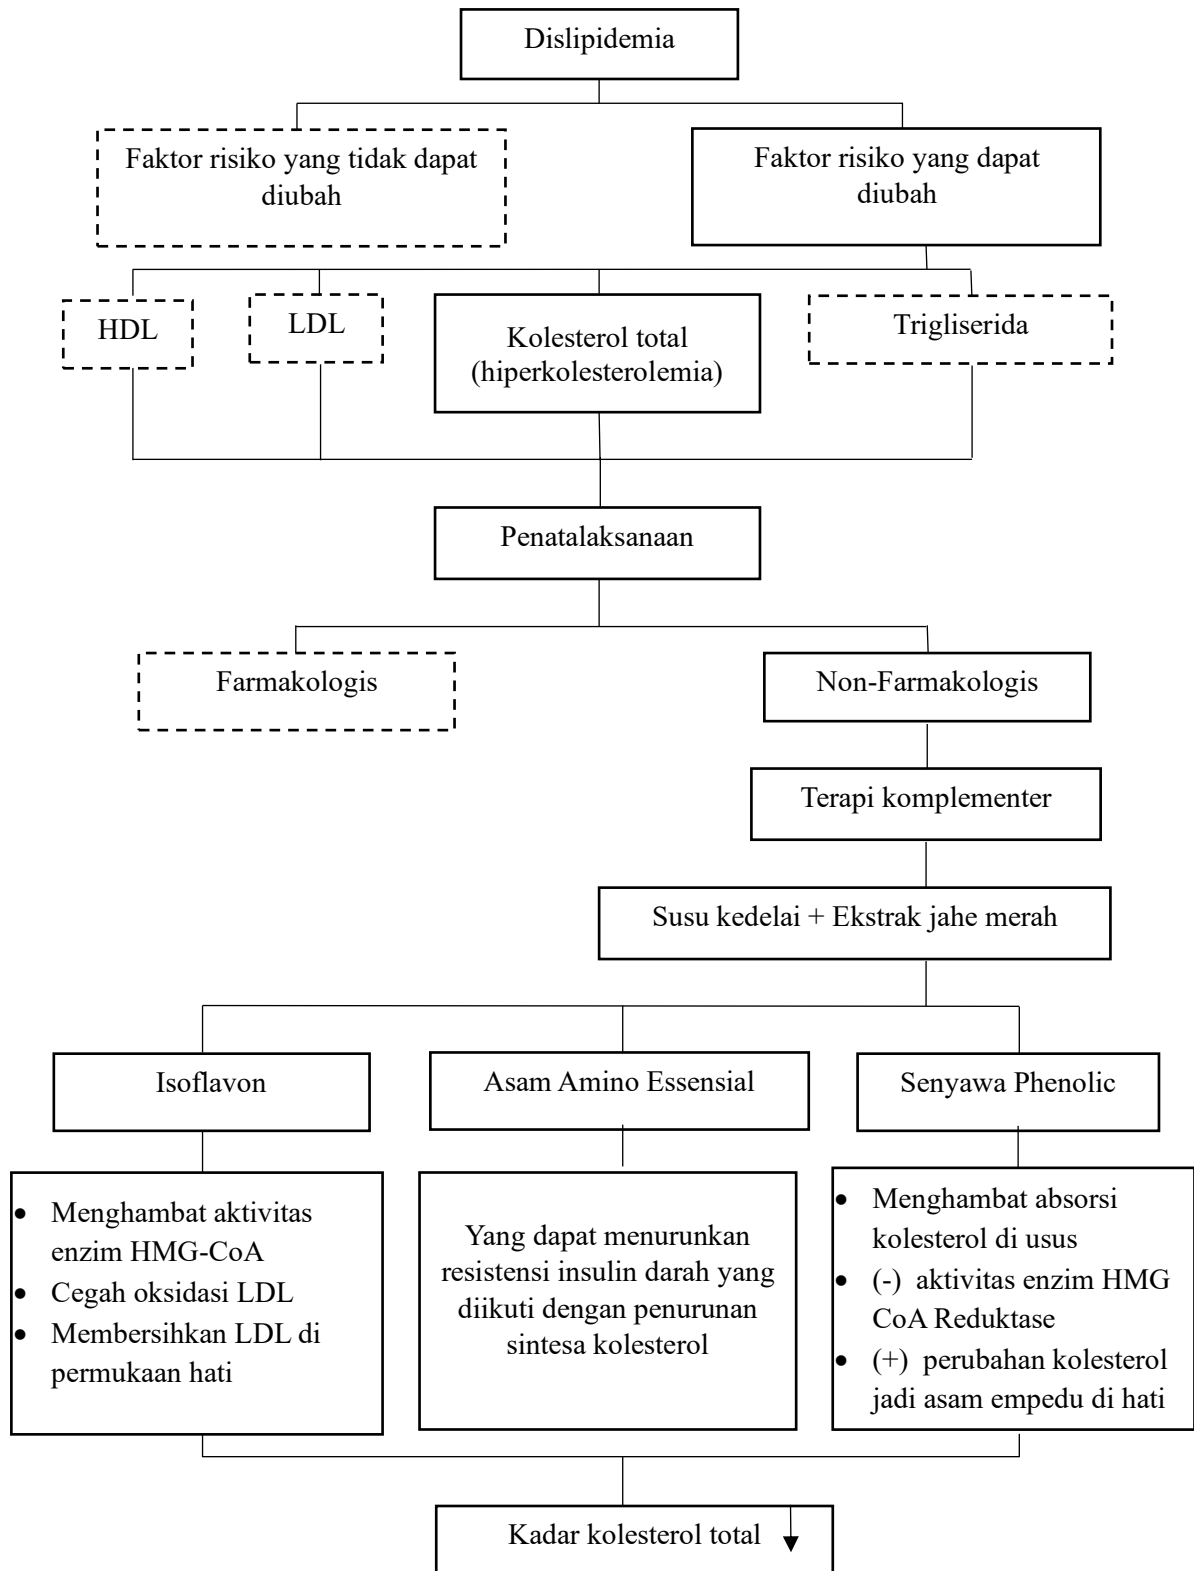 Dislipidemia
Faktor risiko yang tidak dapat
diubah
Faktor risiko yang dapat
diubah
HDL
LDL
Kolesterol total
(hiperkolesterolemia)
Trigliserida
Penatalaksanaan
Farmakologis
Non-Farmakologis
Terapi komplementer
Susu kedelai + Ekstrak jahe merah
Isoflavon
Asam Amino Essensial
Senyawa Phenolic
• Menghambat aktivitas
enzim HMG-CoA
• Cegah oksidasi LDL
• Membersihkan LDL di
permukaan hati
Yang dapat menurunkan
resistensi insulin darah yang
diikuti dengan penurunan
sintesa kolesterol
• Menghambat absorsi
kolesterol di usus
• (-) aktivitas enzim HMG
CoA Reduktase
• (+) perubahan kolesterol
jadi asam empedu di hati
Kadar kolesterol total